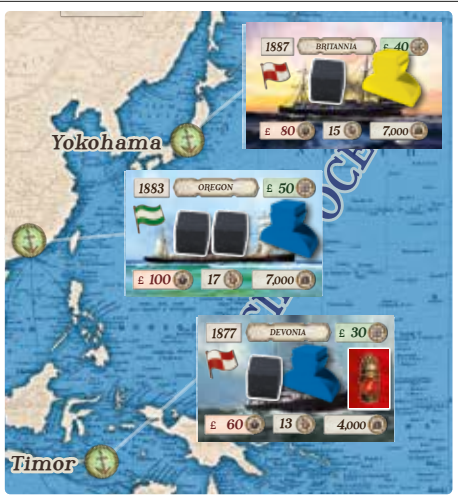 1887 BRITANNIA £ 40
£ 80 15 7,000
Yokohama
1883 OREGON £ 50
£ 100 17 7,000
OCE
1877 DEVONIA £ 30
£ 60 13 4,000
Timor